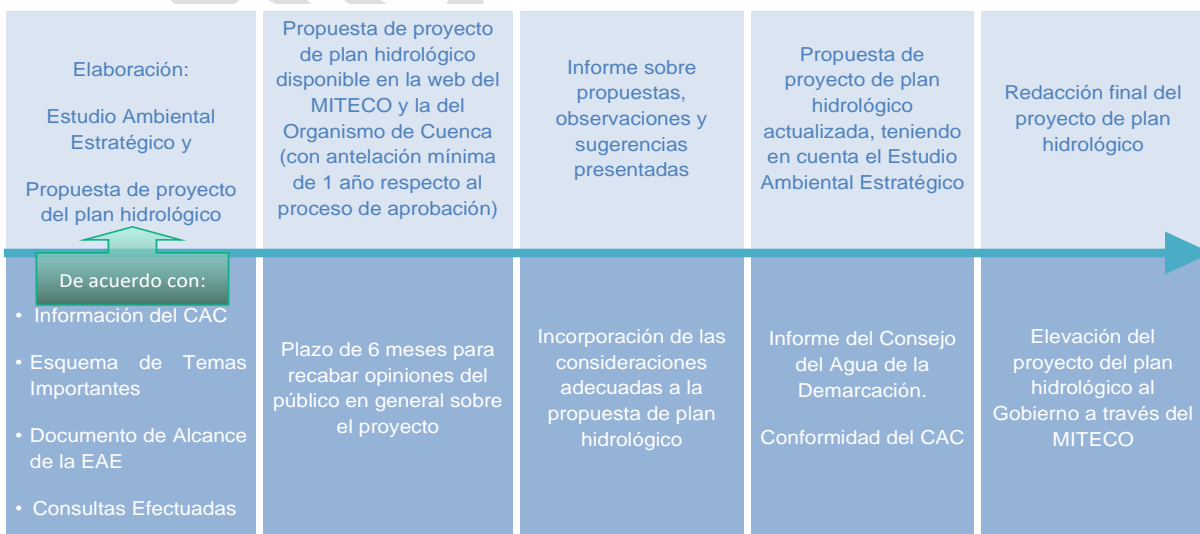 Elaboración:
Estudio Ambiental
Estratégico y
Propuesta de proyecto
del plan hidrológico
De acuerdo con:
• Información del CAC
• Esquema de Temas
Importantes
• Documento de Alcance
de la EAE
• Consultas Efectuadas
Propuesta de proyecto
de plan hidrológico
disponible en la web del
MITECO y la del
Organismo de Cuenca
(con antelación mínima
de 1 año respecto al
proceso de aprobación)
Plazo de 6 meses para
recabar opiniones del
público en general sobre
el proyecto
Informe sobre
propuestas,
observaciones y
sugerencias
presentadas
Incorporación de las
consideraciones
adecuadas a la
propuesta de plan
hidrológico
Propuesta de
proyecto de plan
hidrológico
actualizada, teniendo
en cuenta el Estudio
Ambiental Estratégico
Informe del Consejo
del Agua de la
Demarcación.
Conformidad del CAC
Redacción final del
proyecto de plan
hidrológico
Elevación del
proyecto del plan
hidrológico al
Gobierno a través del
MITECO